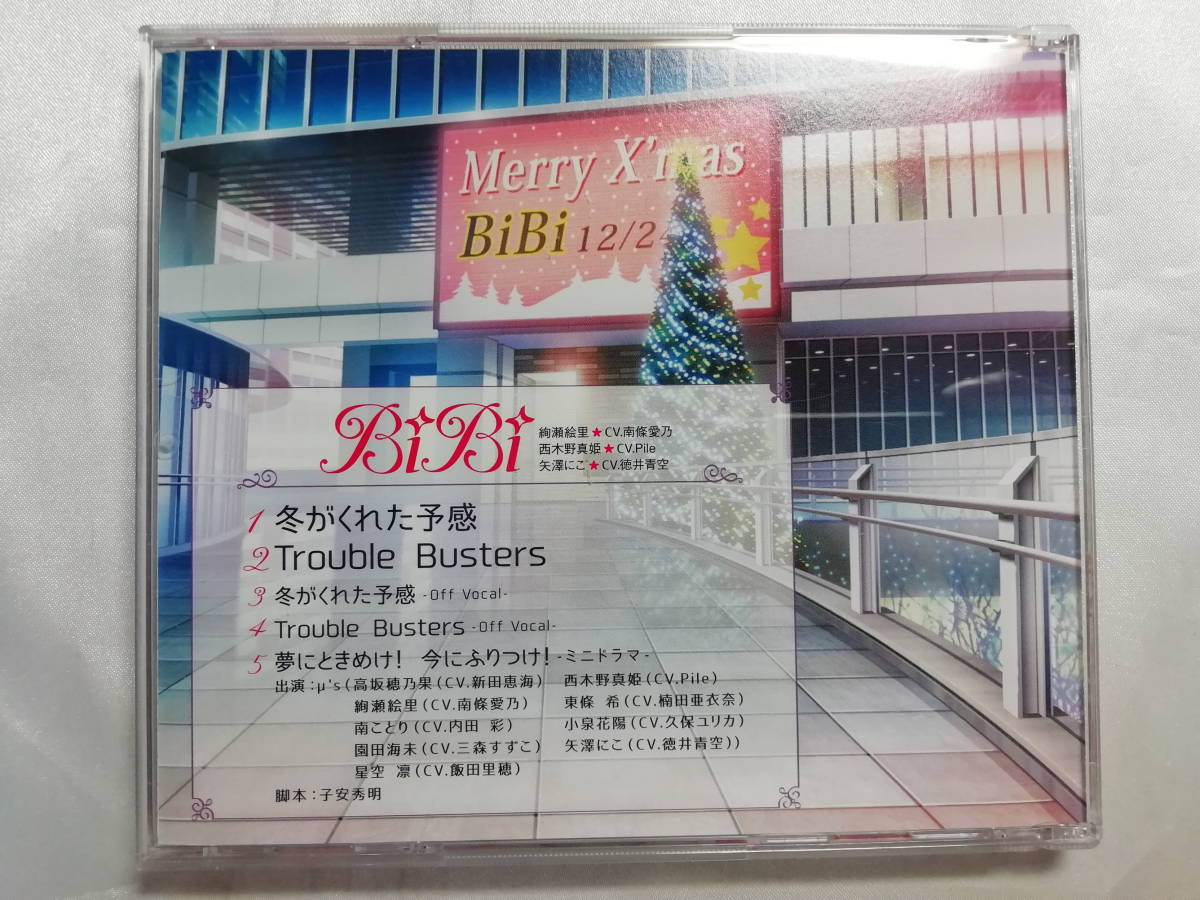 Merry X'mas
BiBi 12/24
BiBi
絢瀬絵里★CV.南條愛乃
西木野真姫★CV.Pile
矢澤にこ★CV.徳井青空
1 冬がくれた予感
2 Trouble Busters
3 冬がくれた予感 -Off Vocal-
4 Trouble Busters -Off Vocal-
5 夢にときめけ! 今にふりつけ! -ミニドラマ-
出演:μ's(高坂穂乃果(CV.新田恵海) 西木野真姫(CV.Pile)
絢瀬絵里(CV.南條愛乃) 東條 希(CV.楠田亜衣奈)
南ことり(CV.内田 彩) 小泉花陽(CV.久保ユリカ)
園田海未(CV.三森すずこ) 矢澤にこ(CV.徳井青空))
星空 凛(CV.飯田里穂)
脚本:子安秀明